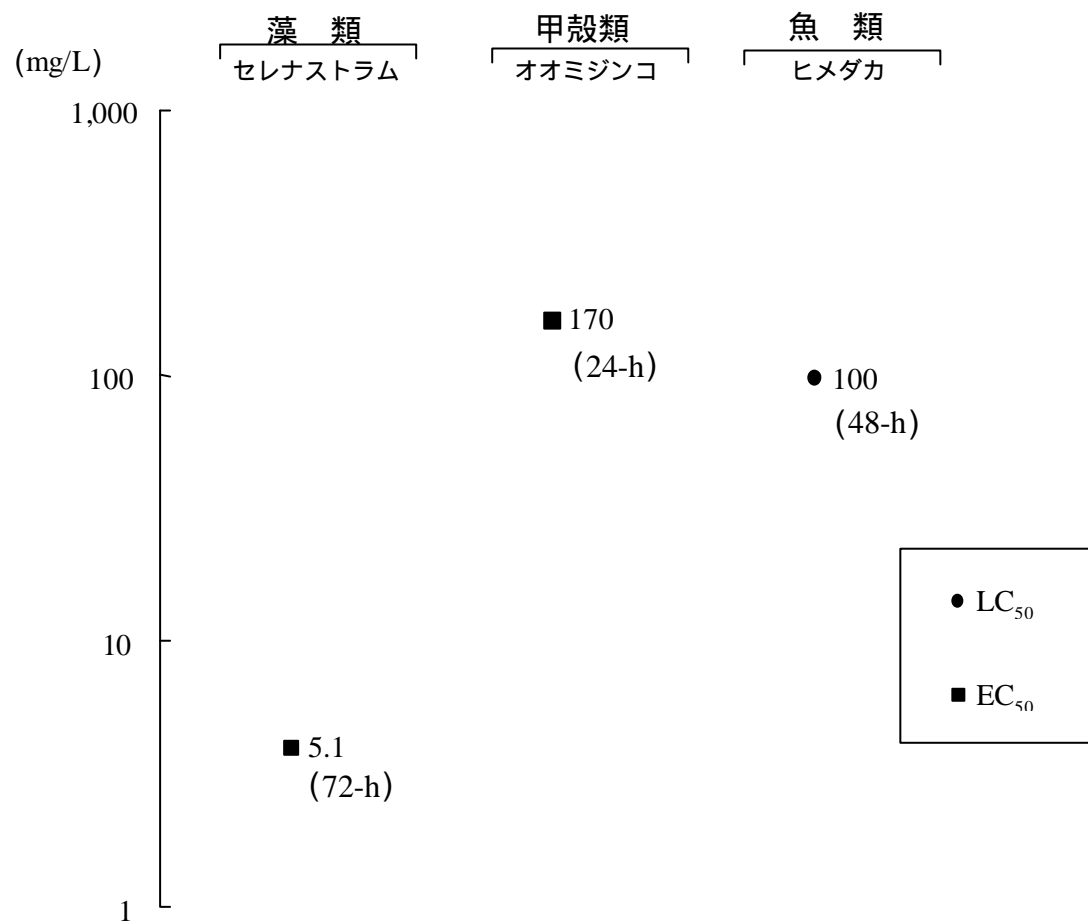 藻　類
甲殻類
魚　類
(mg/L)
セレナストラム
オオミジンコ
ヒメダカ
1,000
170
(24-h)
100
100
(48-h)
LC₅₀
10
EC₅₀
5.1
(72-h)
1